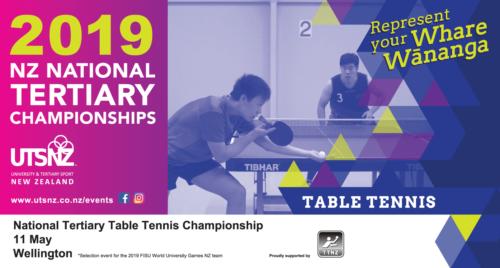 2019
NZ NATIONAL
TERTIARY
CHAMPIONSHIPS
UTSNZ
UNIVERSITY & TERTIARY SPORT
NEW ZEALAND
www.utsnz.co.nz/events
2
3
TIBHAR
Represent
your Whare
Wānanga
TABLE TENNIS
National Tertiary Table Tennis Championship
11 May
Wellington
*Selection event for the 2019 FISU World University Games NZ team
Proudly supported by
TTNZ